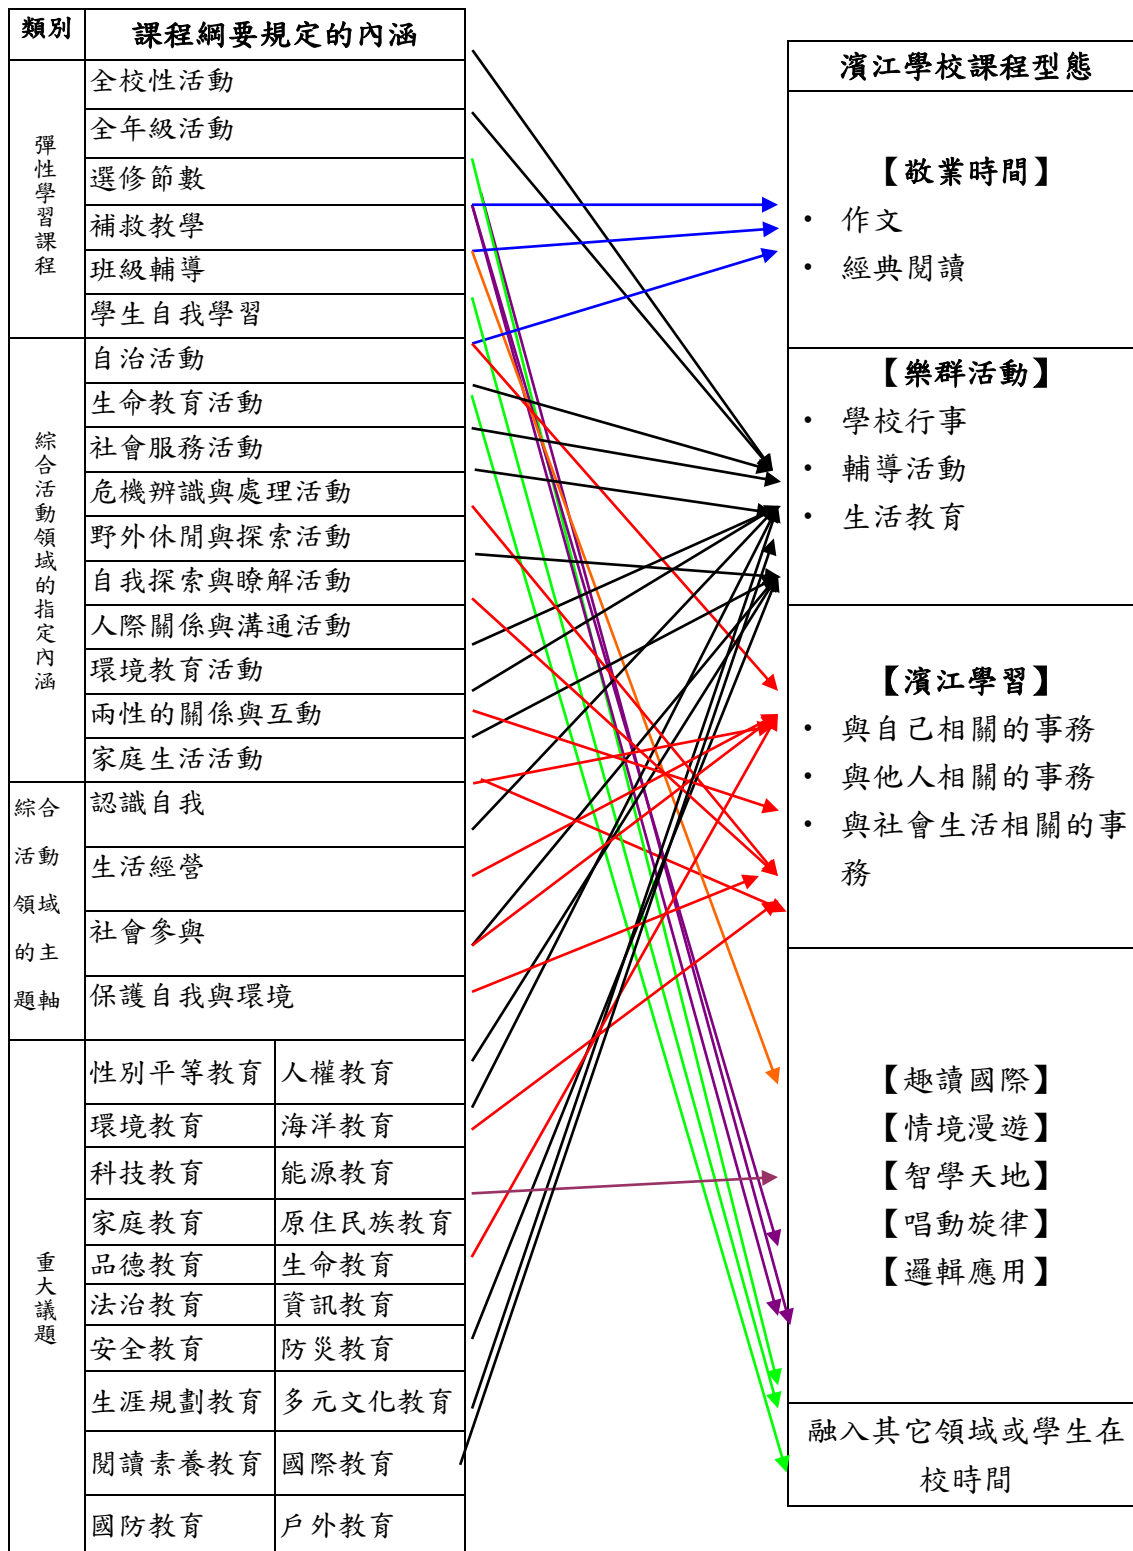 類別 課程綱要規定的內涵
彈性學習課程
全校性活動
全年級活動
選修節數
補救教學
班級輔導
學生自我學習
綜合活動領域的指定內涵
自治活動
生命教育活動
社會服務活動
危機辨識與處理活動
野外休閒與探索活動
自我探索與瞭解活動
人際關係與溝通活動
環境教育活動
兩性的關係與互動
家庭生活活動
綜合
活動
領域
的主
題軸
認識自我
生活經營
社會參與
保護自我與環境
重大議題
性別平等教育 人權教育
環境教育 海洋教育
科技教育 能源教育
家庭教育 原住民族教育
品德教育 生命教育
法治教育 資訊教育
安全教育 防災教育
生涯規劃教育 多元文化教育
閱讀素養教育 國際教育
國防教育 戶外教育
濱江學校課程型態
【敬業時間】
• 作文
• 經典閱讀
【樂群活動】
• 學校行事
• 輔導活動
• 生活教育
【濱江學習】
• 與自己相關的事務
• 與他人相關的事務
• 與社會生活相關的事
務
【趣讀國際】
【情境漫遊】
【智學天地】
【唱動旋律】
【邏輯應用】
融入其它領域或學生在
校時間